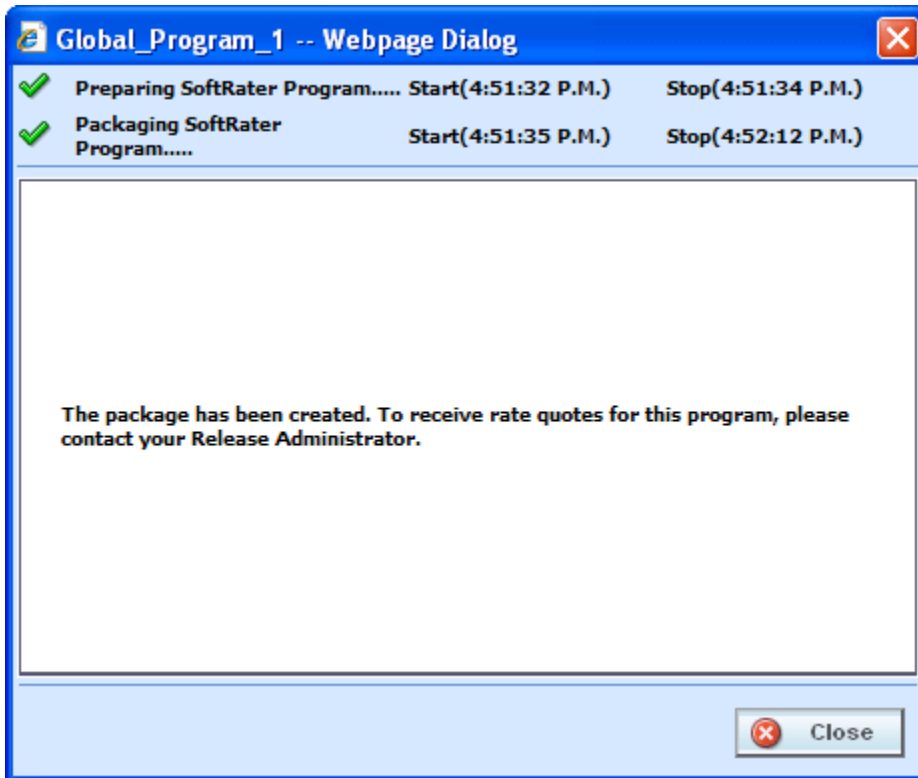 Global_Program_1 -- Webpage Dialog
Preparing SoftRater Program..... Start(4:51:32 P.M.) Stop(4:51:34 P.M.)
Packaging SoftRater
Program..... Start(4:51:35 P.M.) Stop(4:52:12 P.M.)
The package has been created. To receive rate quotes for this program, please
contact your Release Administrator.
Close